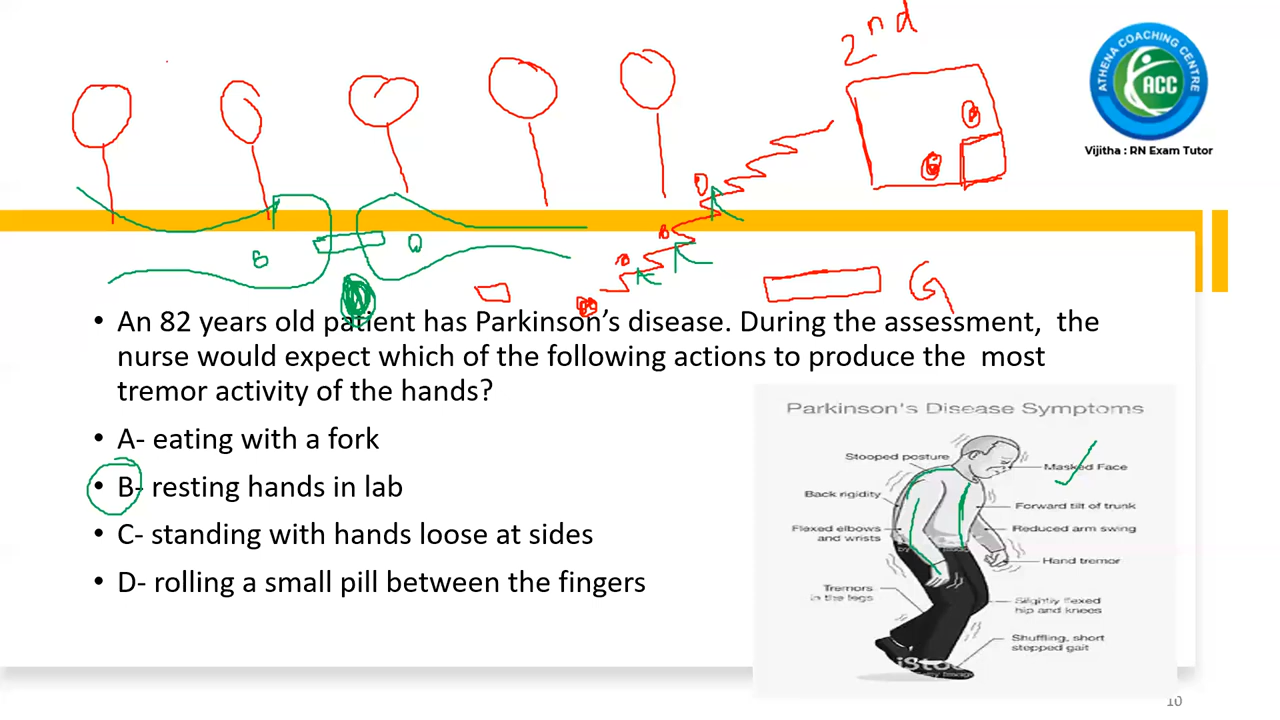 2nd
ATHENA COACHING CENTRE
ACC
Vijitha : RN Exam Tutor
G
• An 82 years old patient has Parkinson's disease. During the assessment, the
nurse would expect which of the following actions to produce the most
tremor activity of the hands?
• A- eating with a fork
• B- resting hands in lab
• C- standing with hands loose at sides
• D- rolling a small pill between the fingers
Parkinson's Disease Symptoms
Stooped posture
Masked Face
Back rigidity
Forward tilt of trunk
Flexed elbows
and wrists
Reduced arm swing
Hand tremor
Tremors
in the legs
Slightly flexed
hip and knees
Shuffling, short
stepped gait
iStock
10